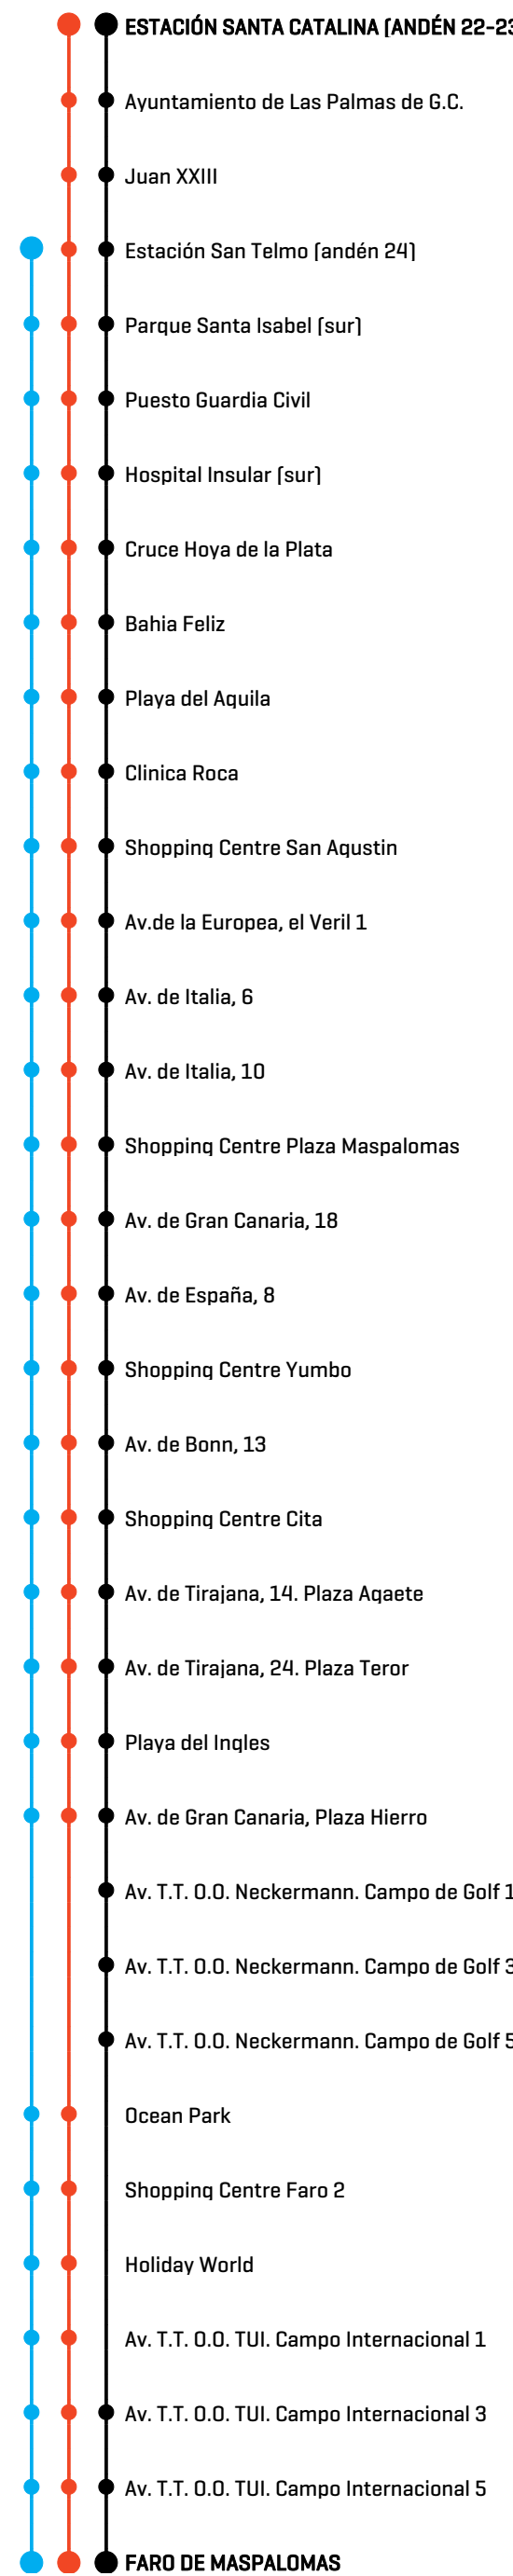 ESTACIÓN SANTA CATALINA (ANDÉN 22-23
Ayuntamiento de Las Palmas de G.C.
Juan XXIII
Estación San Telmo (andén 24)
Parque Santa Isabel (sur)
Puesto Guardia Civil
Hospital Insular (sur)
Cruce Hoya de la Plata
Bahia Feliz
Playa del Aguila
Clinica Roca
Shopping Centre San Agustin
Av.de la Europea, el Veril 1
Av. de Italia, 6
Av. de Italia, 10
Shopping Centre Plaza Maspalomas
Av. de Gran Canaria, 18
Av. de España, 8
Shopping Centre Yumbo
Av. de Bonn, 13
Shopping Centre Cita
Av. de Tirajana, 14. Plaza Agaete
Av. de Tirajana, 24. Plaza Teror
Playa del Ingles
Av. de Gran Canaria, Plaza Hierro
Av. T.T. O.O. Neckermann. Campo de Golf 1
Av. T.T. O.O. Neckermann. Campo de Golf 3
Av. T.T. O.O. Neckermann. Campo de Golf 5
Ocean Park
Shopping Centre Faro 2
Holiday World
Av. T.T. O.O. TUI. Campo Internacional 1
Av. T.T. O.O. TUI. Campo Internacional 3
Av. T.T. O.O. TUI. Campo Internacional 5
FARO DE MASPALOMAS